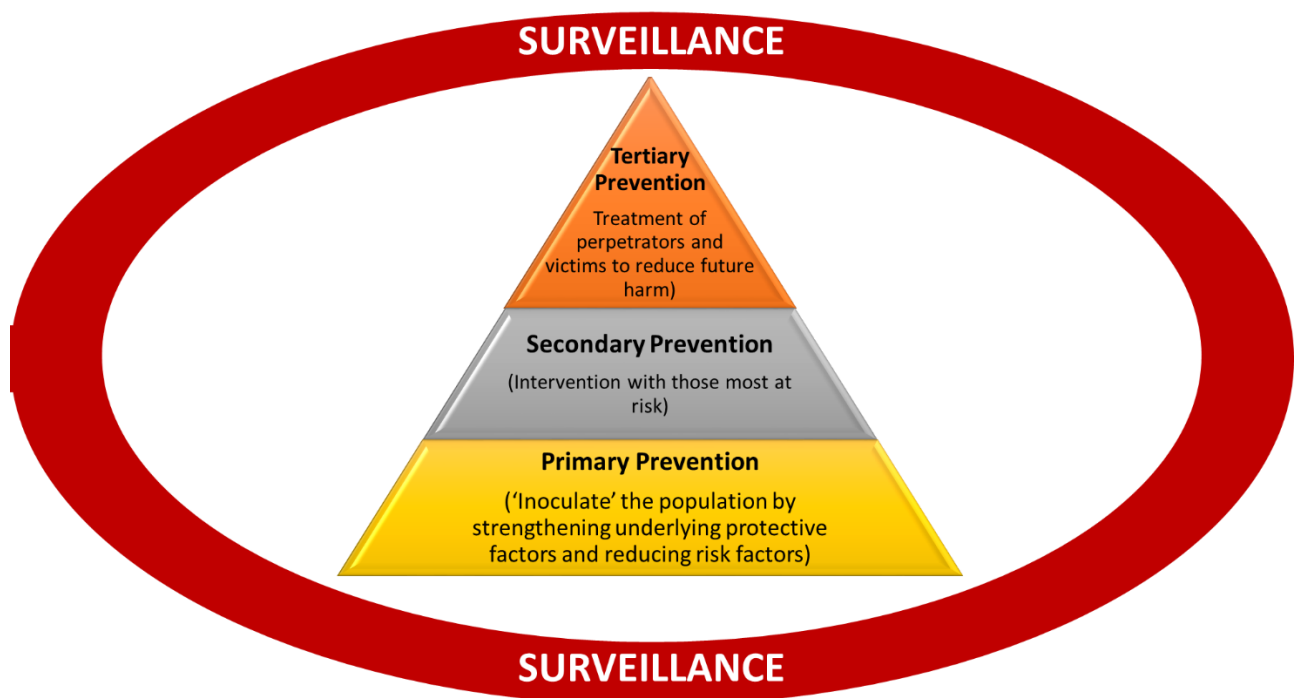 SURVEILLANCE
Tertiary
Prevention
Treatment of
perpetrators and
victims to reduce future
harm)
Secondary Prevention
(Intervention with those most at
risk)
Primary Prevention
(‘Inoculate’ the population by
strengthening underlying protective
factors and reducing risk factors)
SURVEILLANCE